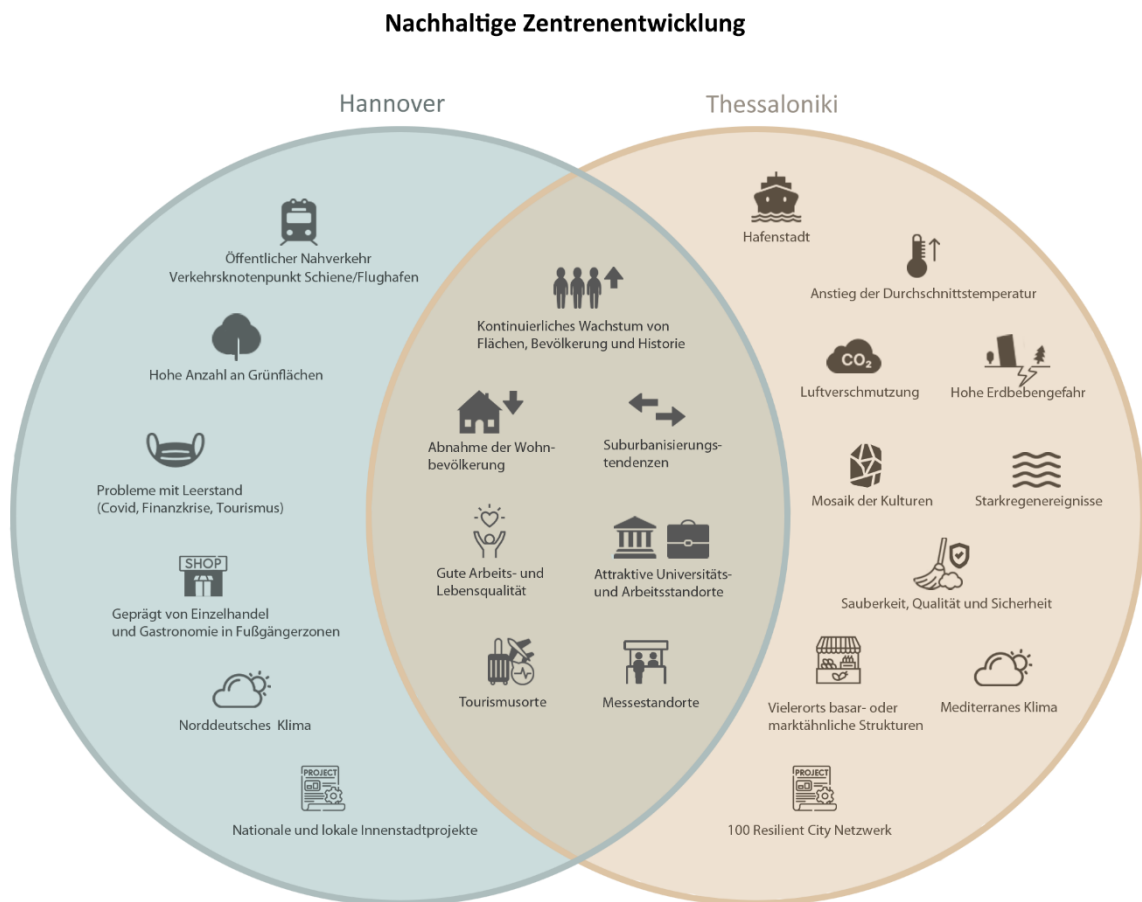 Nachhaltige Zentrenentwicklung
Hannover
Öffentlicher Nahverkehr
Verkehrsknotenpunkt Schiene/Flughafen
Hohe Anzahl an Grünflächen
Probleme mit Leerstand
(Covid, Finanzkrise, Tourismus)
SHOP
Geprägt von Einzelhandel
und Gastronomie in Fußgängerzonen
Norddeutsches Klima
PROJECT
Nationale und lokale Innenstadtprojekte
Kontinuierliches Wachstum von
Flächen, Bevölkerung und Historie
Abnahme der Wohn-
bevölkerung
Suburbanisierungs-
tendenzen
Gute Arbeits- und
Lebensqualität
Attraktive Universitäts-
und Arbeitsstandorte
Tourismusorte
Messestandorte
Thessaloniki
Hafenstadt
Anstieg der Durchschnittstemperatur
CO2
Luftverschmutzung
Hohe Erdbebengefahr
Mosaik der Kulturen
Starkregenereignisse
Sauberkeit, Qualität und Sicherheit
Vielerorts basar- oder
marktähnliche Strukturen
Mediterranes Klima
PROJECT
100 Resilient City Netzwerk